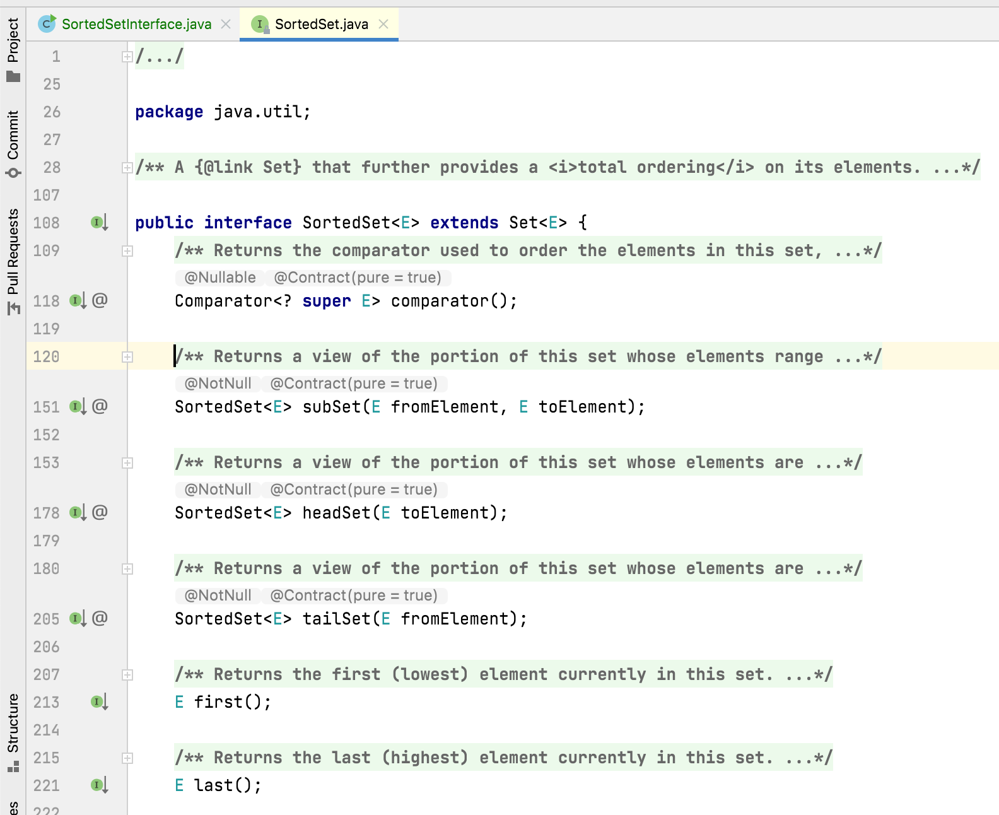 SortedSetInterface.java
SortedSet.java
Project
Commit
Pull Requests
Structure
es
1 /.../
25
26 package java.util;
27
28 /** A {@link Set} that further provides a <i>total ordering</i> on its elements. ...*/
107
108 public interface SortedSet<E> extends Set<E> {
109 /** Returns the comparator used to order the elements in this set, ...*/
@Nullable @Contract(pure = true)
118 @ Comparator<? super E> comparator();
119
120 /** Returns a view of the portion of this set whose elements range ...*/
@NotNull @Contract(pure = true)
151 @ SortedSet<E> subSet(E fromElement, E toElement);
152
153 /** Returns a view of the portion of this set whose elements are ...*/
@NotNull @Contract(pure = true)
178 @ SortedSet<E> headSet(E toElement);
179
180 /** Returns a view of the portion of this set whose elements are ...*/
@NotNull @Contract(pure = true)
205 @ SortedSet<E> tailSet(E fromElement);
206
207 /** Returns the first (lowest) element currently in this set. ...*/
213 E first();
214
215 /** Returns the last (highest) element currently in this set. ...*/
221 E last();
222